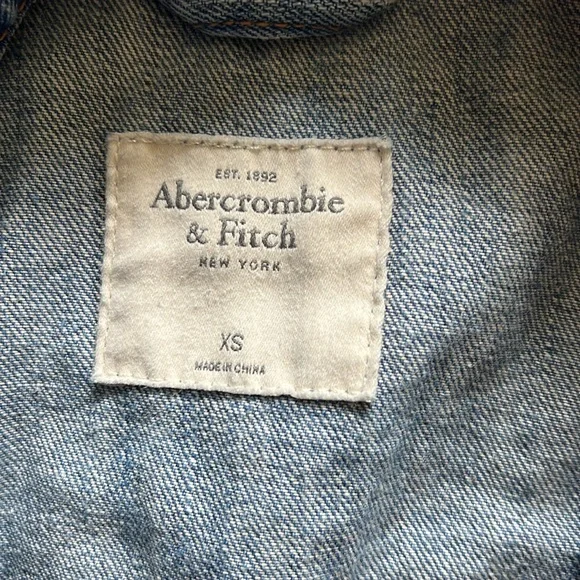 EST. 1892
Abercrombie
& Fitch
NEW YORK
XS
MADE IN CHINA